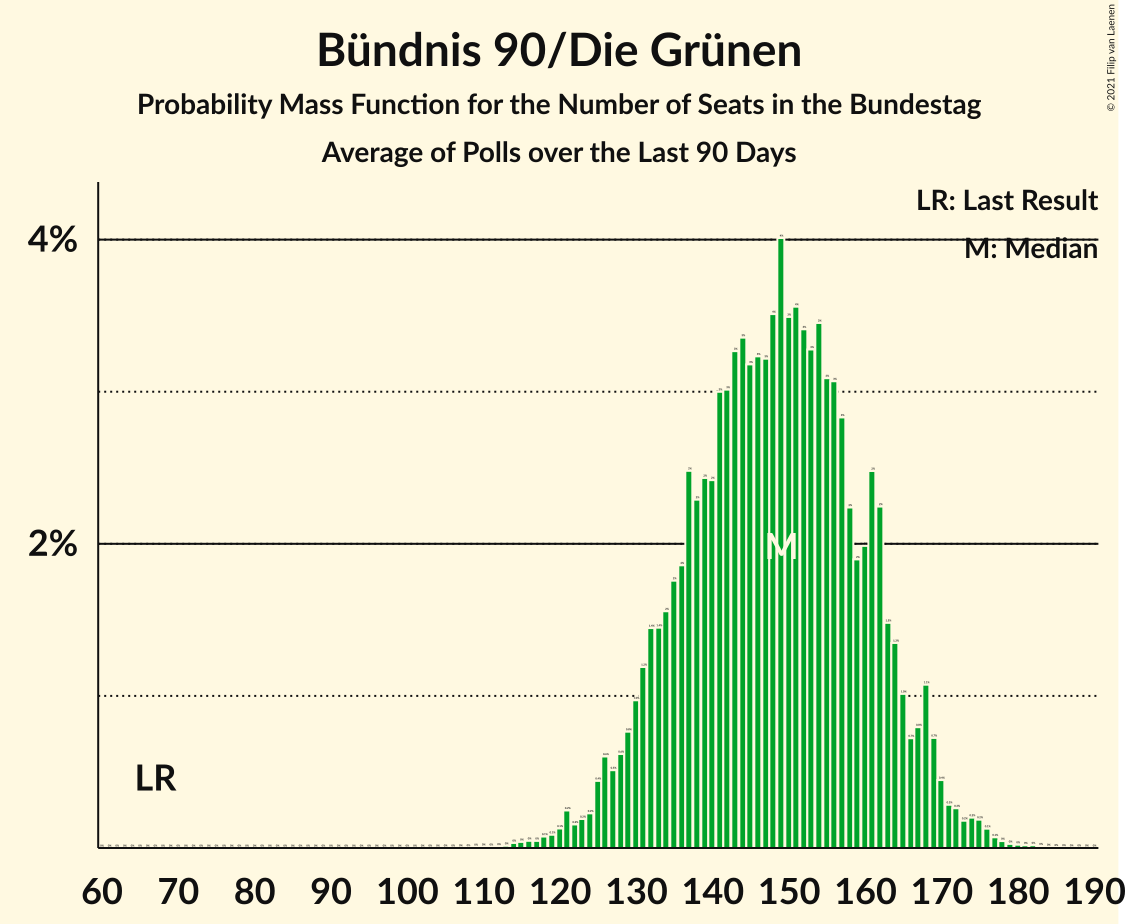 Bündnis 90/Die Grünen
Probability Mass Function for the Number of Seats in the Bundestag
Average of Polls over the Last 90 Days
© 2021 Filip van Laenen
LR: Last Result
M: Median
4%
2%
M
LR
60 70 80 90 100 110 120 130 140 150 160 170 180 190